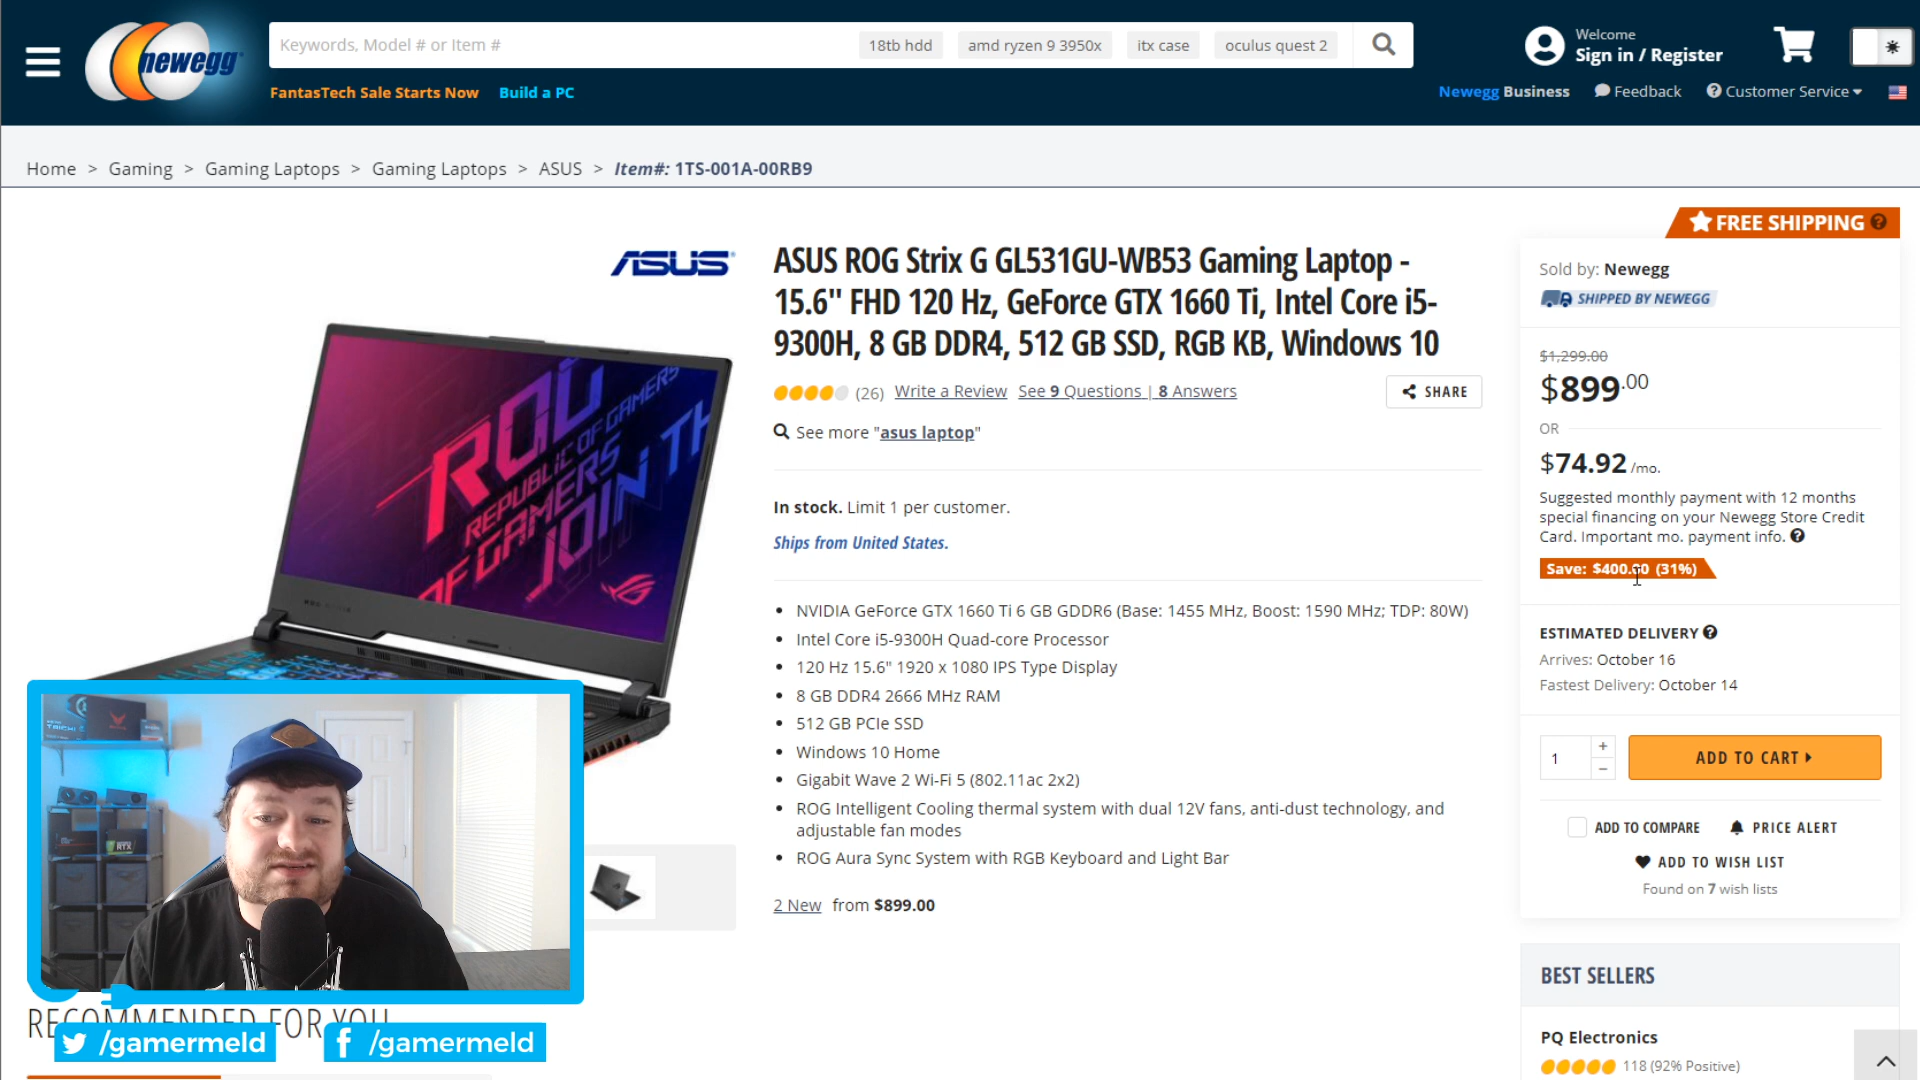 newegg
Keywords, Model # or Item #
18tb hdd
amd ryzen 9 3950x
itx case
oculus quest 2
Welcome
Sign in / Register
FantasTech Sale Starts Now
Build a PC
Newegg Business
Feedback
Customer Service
Home > Gaming > Gaming Laptops > Gaming Laptops > ASUS > Item#: 1TS-001A-00RB9
ASUS
ROG
REPUBLIC OF GAMERS
OF GAMERS
JOIN TH
ASUS ROG Strix G GL531GU-WB53 Gaming Laptop -
15.6" FHD 120 Hz, GeForce GTX 1660 Ti, Intel Core i5-
9300H, 8 GB DDR4, 512 GB SSD, RGB KB, Windows 10
(26) Write a Review See 9 Questions | 8 Answers
SHARE
See more "asus laptop"
In stock. Limit 1 per customer.
Ships from United States.
NVIDIA GeForce GTX 1660 Ti 6 GB GDDR6 (Base: 1455 MHz, Boost: 1590 MHz; TDP: 80W)
Intel Core i5-9300H Quad-core Processor
120 Hz 15.6" 1920 x 1080 IPS Type Display
8 GB DDR4 2666 MHz RAM
512 GB PCIe SSD
Windows 10 Home
Gigabit Wave 2 Wi-Fi 5 (802.11ac 2x2)
ROG Intelligent Cooling thermal system with dual 12V fans, anti-dust technology, and
adjustable fan modes
ROG Aura Sync System with RGB Keyboard and Light Bar
2 New from $899.00
FREE SHIPPING
Sold by: Newegg
SHIPPED BY NEWEGG
$1,299.00
$899.00
OR
$74.92 /mo.
Suggested monthly payment with 12 months
special financing on your Newegg Store Credit
Card. Important mo. payment info.
Save: $400.00 (31%)
ESTIMATED DELIVERY
Arrives: October 16
Fastest Delivery: October 14
1
+
−
ADD TO CART
ADD TO COMPARE
PRICE ALERT
ADD TO WISH LIST
Found on 7 wish lists
BEST SELLERS
PQ Electronics
118 (92% Positive)
RTX
RECOMMENDED FOR YOU
/gamermeld
/gamermeld